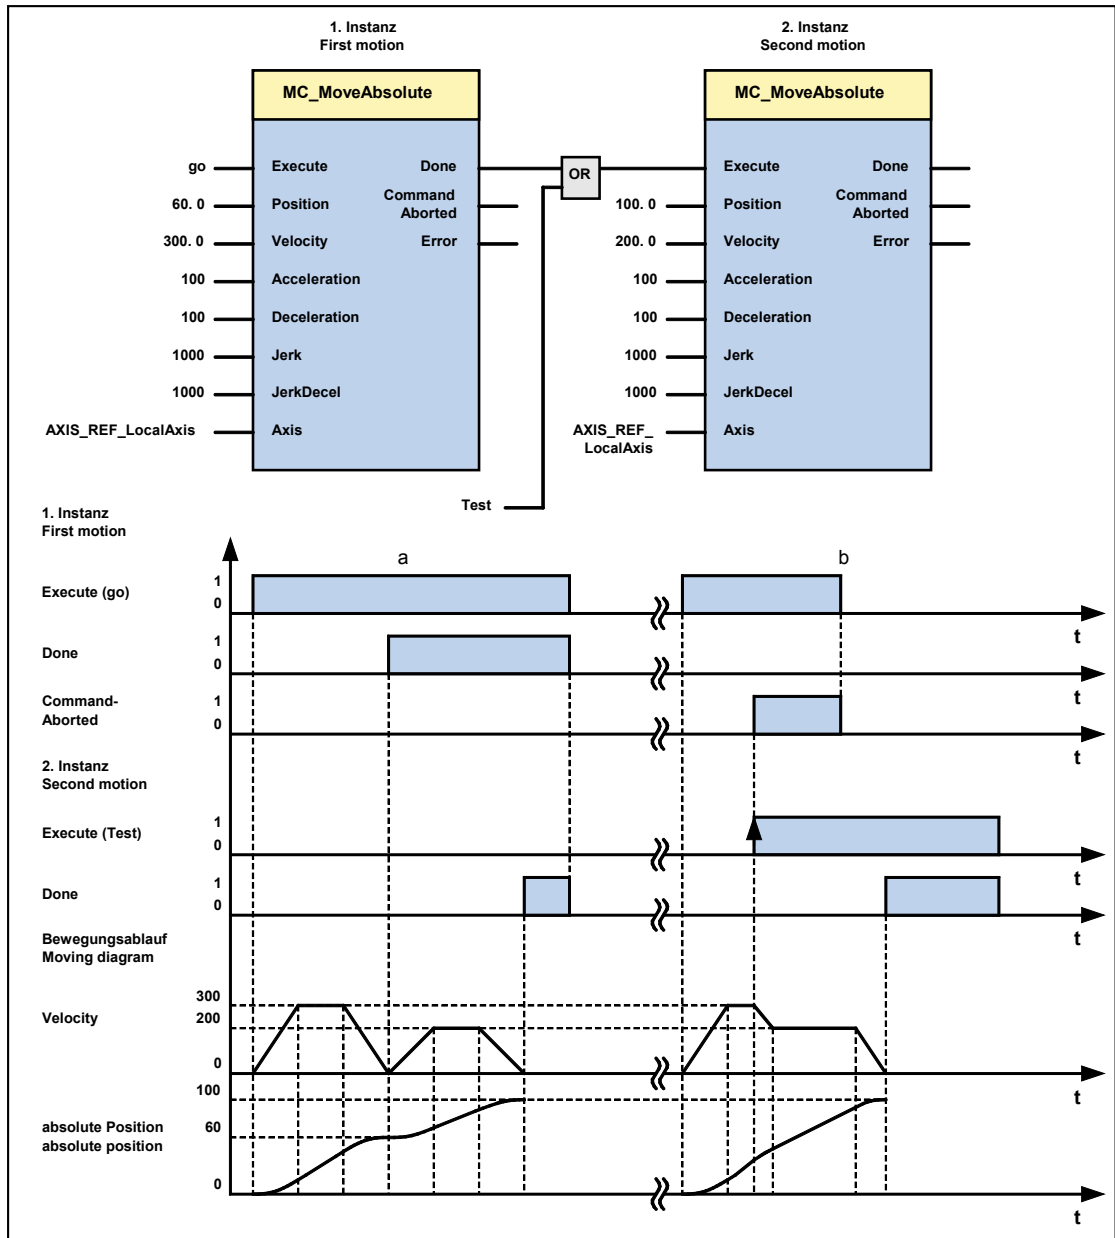 1. Instanz
First motion
2. Instanz
Second motion
MC_MoveAbsolute
MC_MoveAbsolute
go
Execute
Done
OR
Execute
Done
60. 0
Position
Command
Aborted
100. 0
Position
Command
Aborted
300. 0
Velocity
Error
200. 0
Velocity
Error
100
Acceleration
100
Acceleration
100
Deceleration
100
Deceleration
1000
Jerk
1000
Jerk
1000
JerkDecel
1000
JerkDecel
AXIS_REF_LocalAxis
Axis
AXIS_REF_
LocalAxis
Axis
Test
1. Instanz
First motion
a
b
Execute (go)
1
0
t
Done
1
0
t
Command-
Aborted
1
0
t
2. Instanz
Second motion
Execute (Test)
1
0
t
Done
1
0
t
Bewegungsablauf
Moving diagram
Velocity
300
200
0
t
absolute Position
absolute position
100
60
0
t